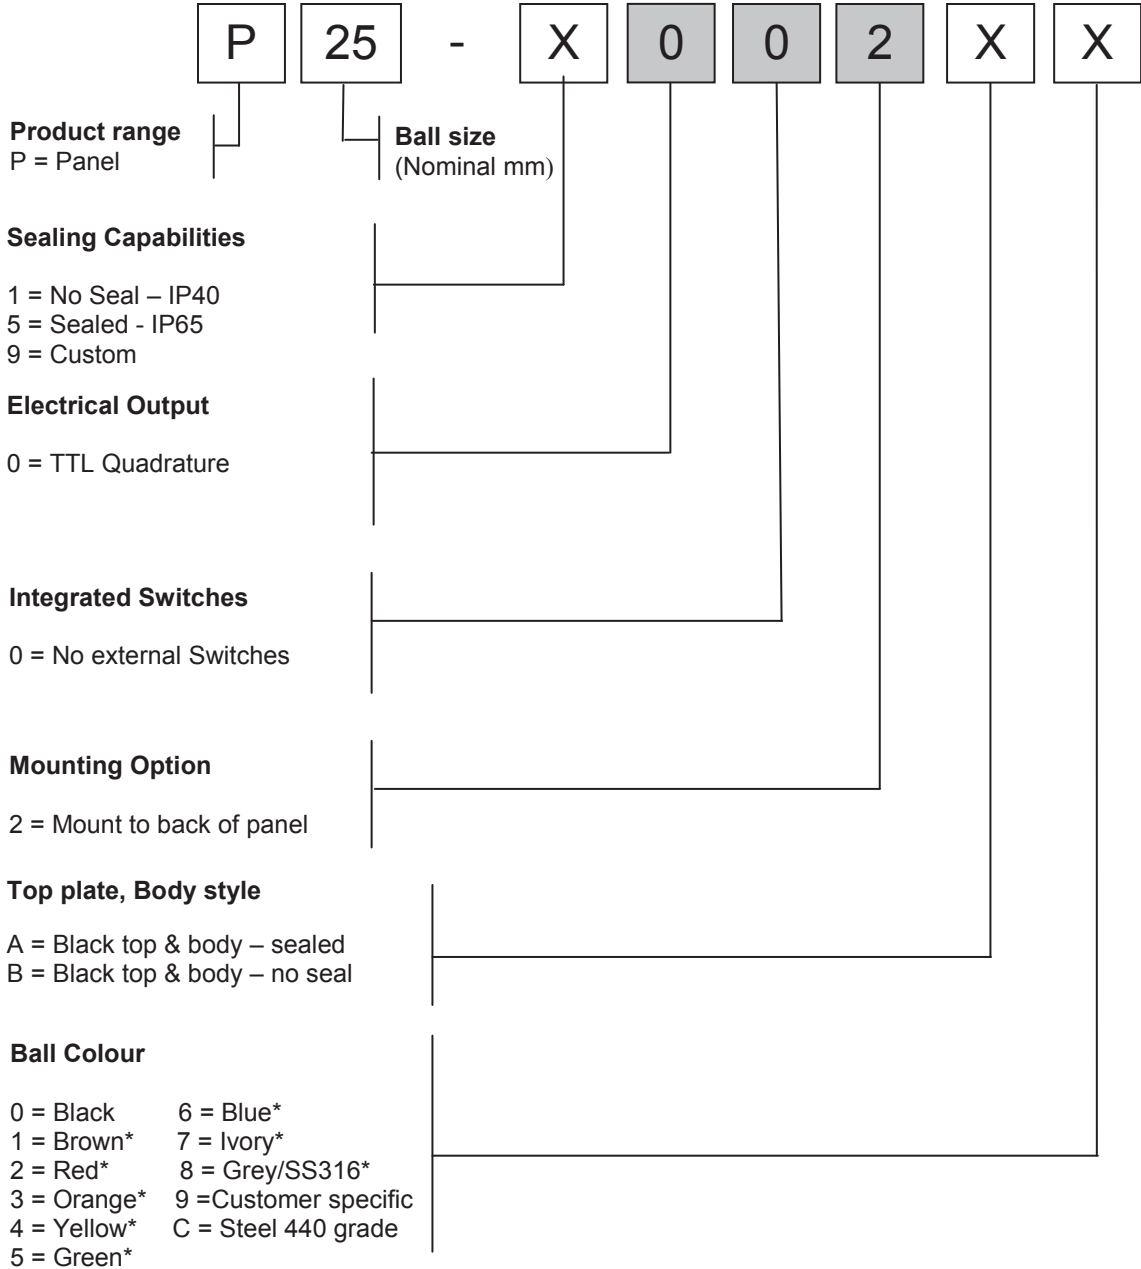 P 25 - X 0 0 2 X X
Product range
P = Panel
Ball size
(Nominal mm)
Sealing Capabilities
1 = No Seal – IP40
5 = Sealed - IP65
9 = Custom
Electrical Output
0 = TTL Quadrature
Integrated Switches
0 = No external Switches
Mounting Option
2 = Mount to back of panel
Top plate, Body style
A = Black top & body – sealed
B = Black top & body – no seal
Ball Colour
0 = Black 6 = Blue*
1 = Brown* 7 = Ivory*
2 = Red* 8 = Grey/SS316*
3 = Orange* 9 =Customer specific
4 = Yellow* C = Steel 440 grade
5 = Green*